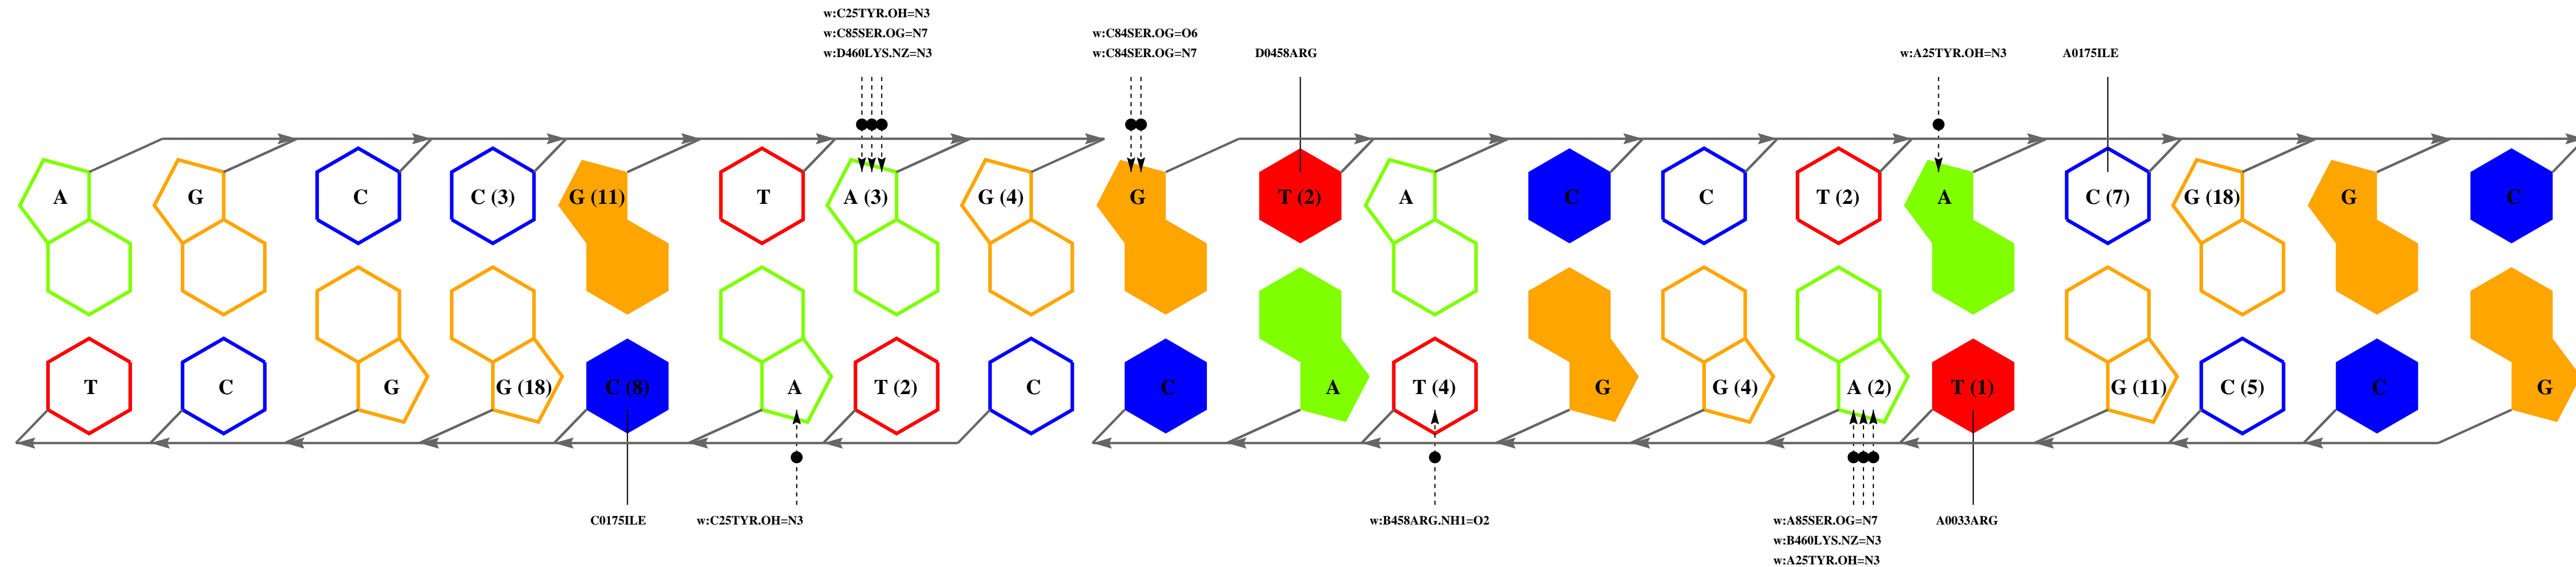 w:C25TYR.OH=N3
w:C85SER.OG=N7
w:D460LYS.NZ=N3
w:C84SER.OG=O6
w:C84SER.OG=N7
D0458ARG
w:A25TYR.OH=N3
A0175ILE
A G C C (3) G (11) T A (3) G (4) G T (2) A C C T (2) A C (7) G (18) G C
T C G G (18) C (8) A T (2) C C A T (4) G G (4) A (2) T (1) G (11) C (5) C G
C0175ILE
w:C25TYR.OH=N3
w:B458ARG.NH1=O2
w:A85SER.OG=N7
w:B460LYS.NZ=N3
w:A25TYR.OH=N3
A0033ARG